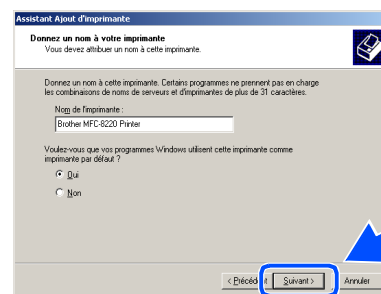 Assistant Ajout d'imprimante
Donnez un nom à votre imprimante
Vous devez attribuer un nom à cette imprimante.
Donnez un nom à cette imprimante. Certains programmes ne prennent pas en charge
les combinaisons de noms de serveurs et d'imprimantes de plus de 31 caractères.
Nom de l'imprimante :
Brother MFC-8220 Printer
Voulez-vous que vos programmes Windows utilisent cette imprimante comme
imprimante par défaut ?
Oui
Non
< Précédent Suivant > Annuler